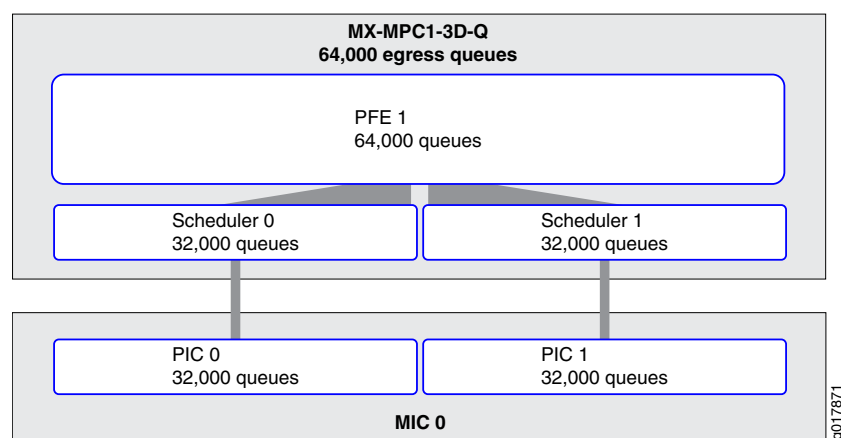 MX-MPC1-3D-Q
64,000 egress queues
PFE 1
64,000 queues
Scheduler 0
32,000 queues
Scheduler 1
32,000 queues
PIC 0
32,000 queues
PIC 1
32,000 queues
MIC 0
g017871